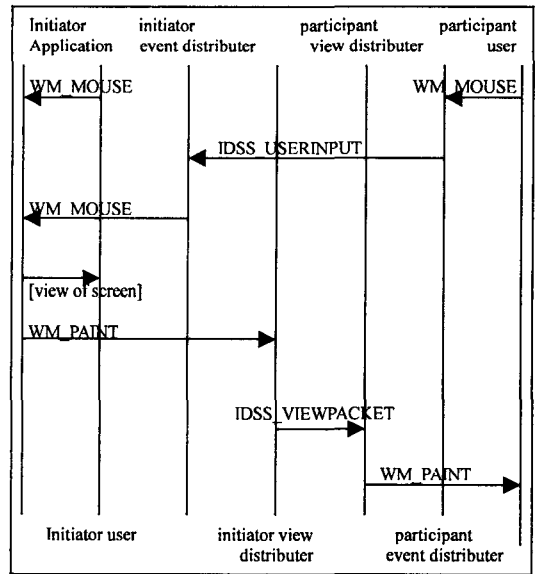 Initiator Application
initiator event distributer
participant view distributer
participant user
WM_MOUSE
WM_MOUSE
IDSS_USERINPUT
WM_MOUSE
[view of screen]
WM_PAINT
IDSS_VIEWPACKET
WM_PAINT
Initiator user
initiator view distributer
participant event distributer